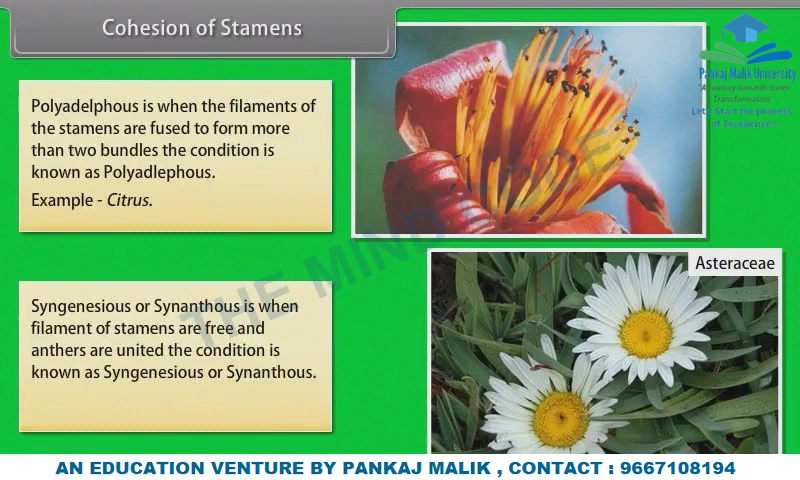 Cohesion of Stamens
Polyadelphous is when the filaments of
the stamens are fused to form more
than two bundles the condition is
known as Polyadlephous.
Example - Citrus.
Pankaj Malik University
"A journey towards Inner
Transformation
Let's Start the process
of Excellence"
Asteraceae
Syngenesious or Synanthous is when
filament of stamens are free and
anthers are united the condition is
known as Syngenesious or Synanthous.
THE MIND
AN EDUCATION VENTURE BY PANKAJ MALIK , CONTACT : 9667108194